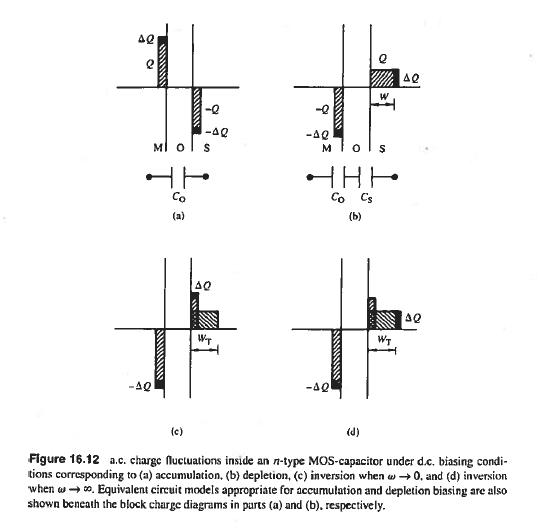 ΔQ
Q
-Q
-ΔQ
M O S
C_O
(a)
Q
ΔQ
W
-Q
-ΔQ
M O S
C_O C_S
(b)
ΔQ
W_T
-ΔQ
(c)
ΔQ
W_T
-ΔQ
(d)
Figure 16.12 a.c. charge fluctuations inside an n-type MOS-capacitor under d.c. biasing condi-
tions corresponding to (a) accumulation, (b) depletion, (c) inversion when ω → 0, and (d) inversion
when ω → ∞. Equivalent circuit models appropriate for accumulation and depletion biasing are also
shown beneath the block charge diagrams in parts (a) and (b), respectively.